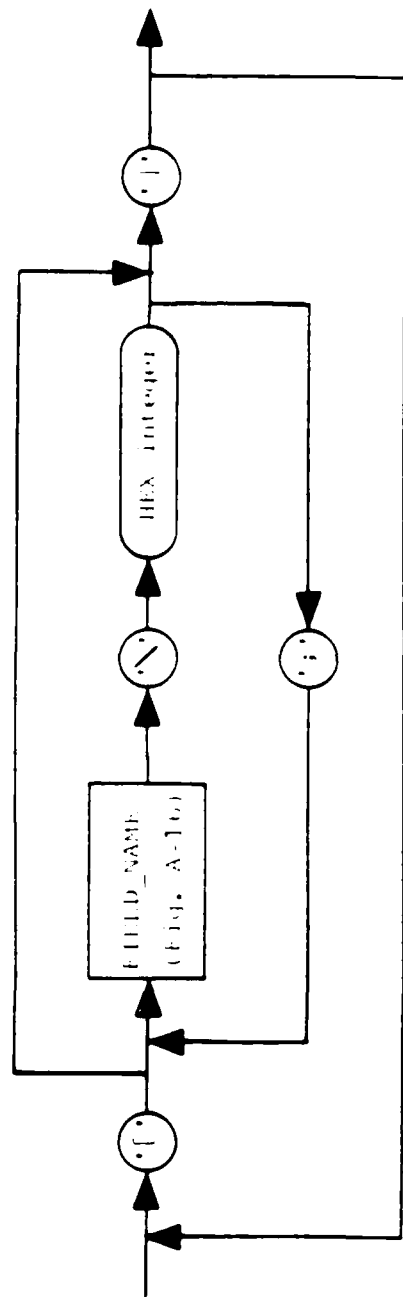 FIELD_NAME
(Fig. A-16)
'/'
HEX integer
';'